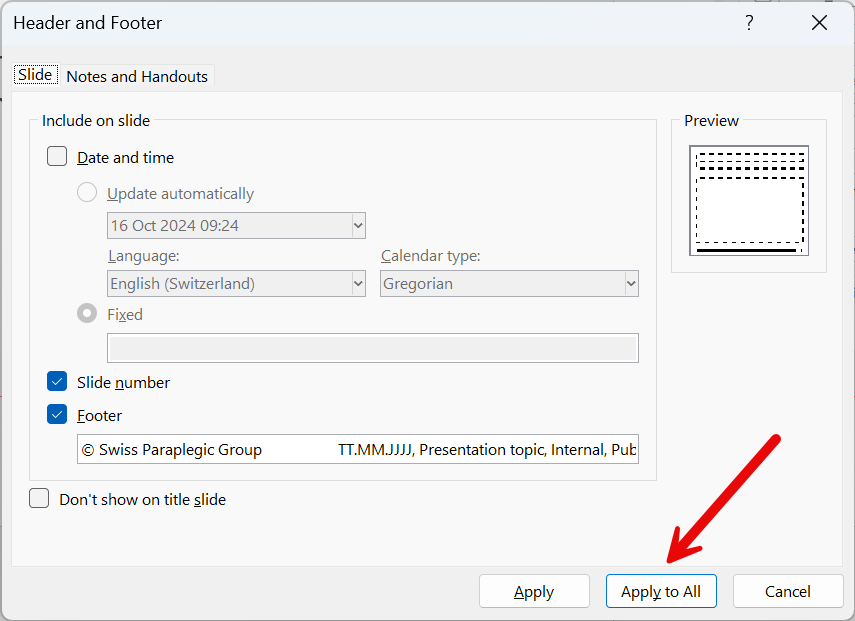 Header and Footer
?
Slide
Notes and Handouts
Include on slide
Preview
Date and time
Update automatically
16 Oct 2024 09:24
Language:
Calendar type:
English (Switzerland)
Gregorian
Fixed
Slide number
Footer
© Swiss Paraplegic Group TT.MM.JJJJ, Presentation topic, Internal, Pub
Don't show on title slide
Apply
Apply to All
Cancel